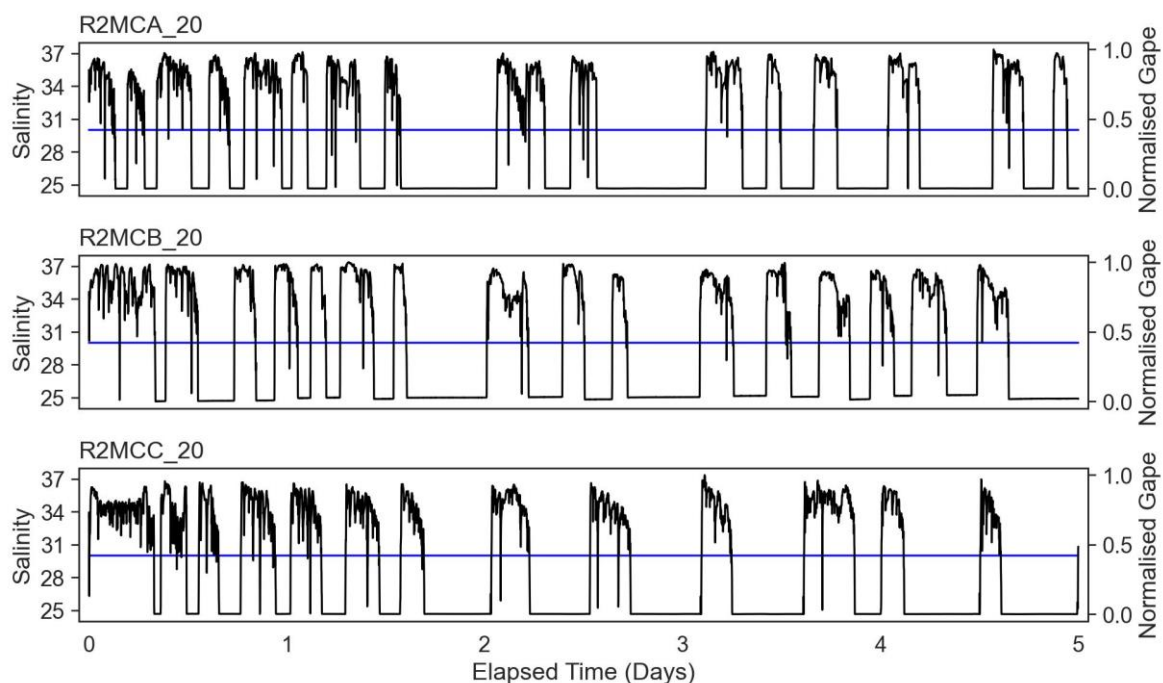 R2MCA_20
37
34
31
28
25
Salinity
1.0
0.5
0.0
Normalised Gape
R2MCB_20
37
34
31
28
25
Salinity
1.0
0.5
0.0
Normalised Gape
R2MCC_20
37
34
31
28
25
Salinity
1.0
0.5
0.0
Normalised Gape
0 1 2 3 4 5
Elapsed Time (Days)